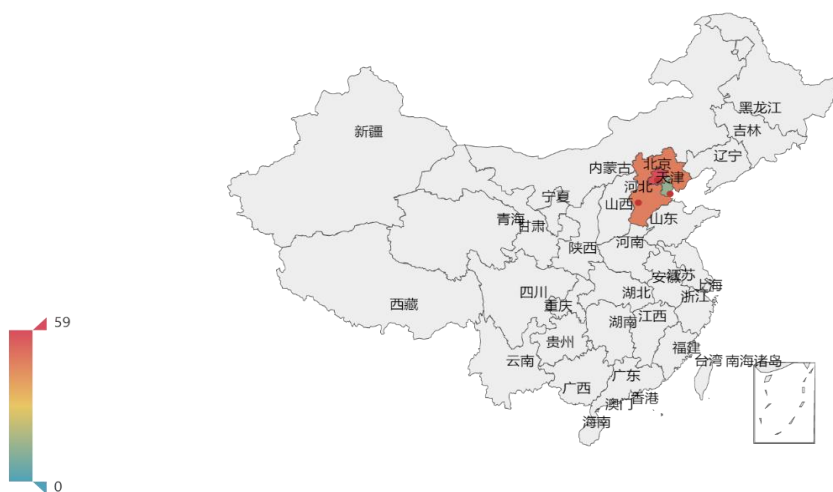 黑龙江
吉林
新疆
辽宁
北京
内蒙古
天津
河北
宁夏
山西
青海
山东
甘肃
河南
陕西
安徽
江苏
上海
四川
湖北
浙江
西藏
重庆
湖南
江西
59
贵州
福建
云南
台湾
南海诸岛
广东
广西
香港
澳门
海南
0